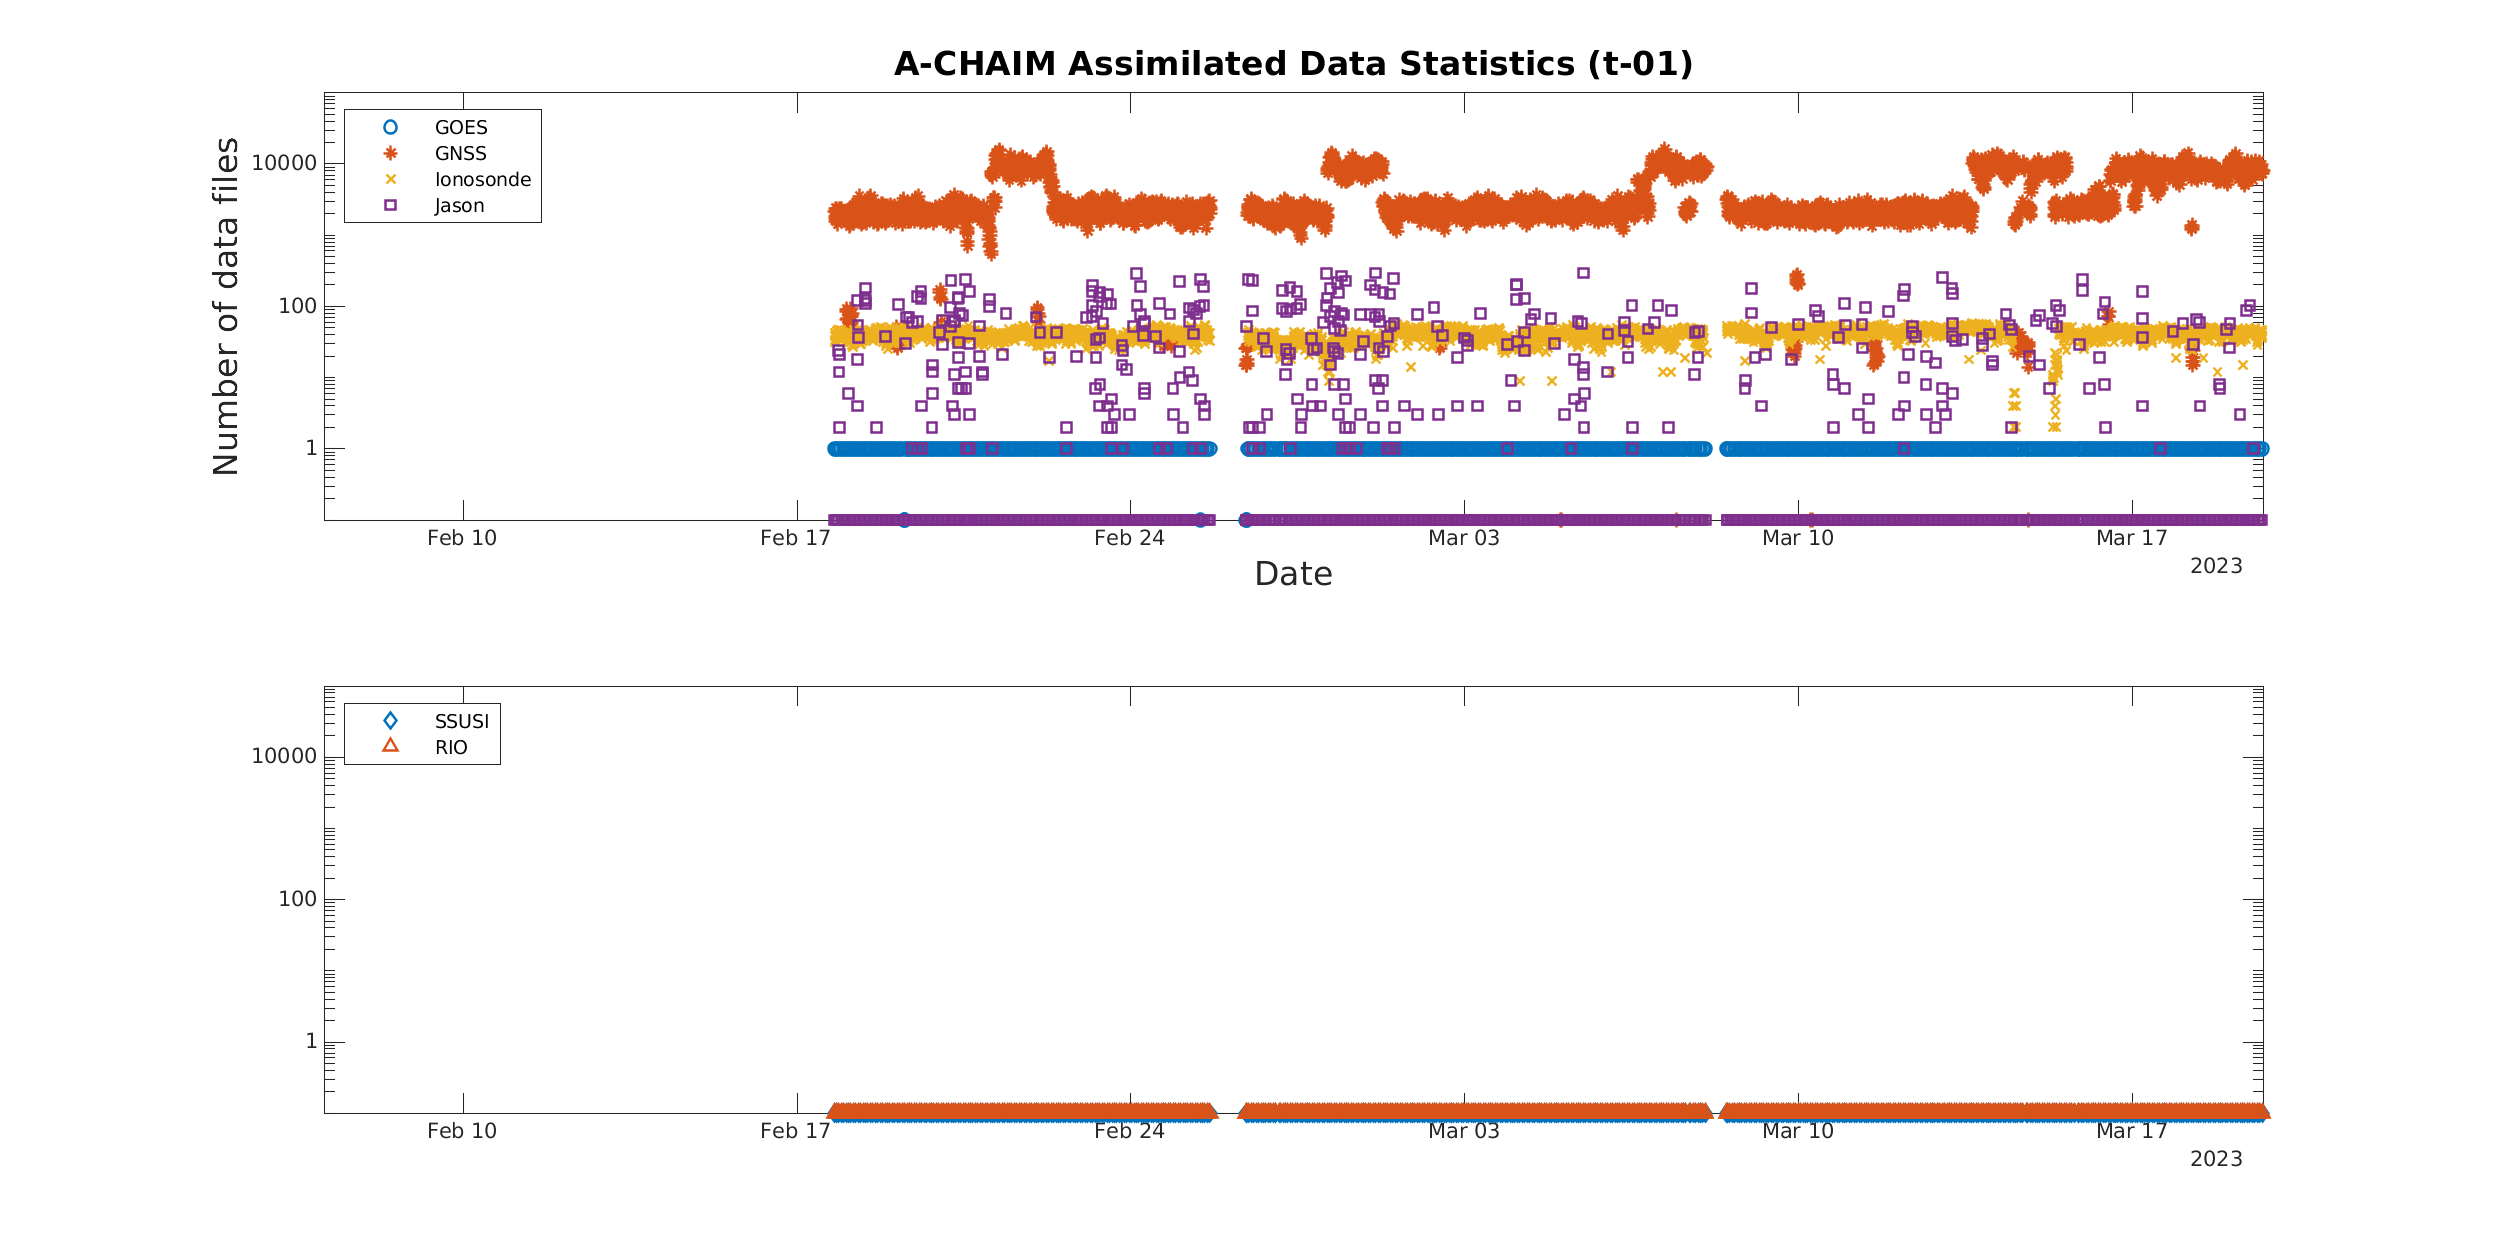 A-CHAIM Assimilated Data Statistics (t-01)
Number of data files
10000
100
1
GOES
GNSS
Ionosonde
Jason
Feb 10 Feb 17 Feb 24 Mar 03 Mar 10 Mar 17
2023
Date
10000
100
1
SSUSI
RIO
Feb 10 Feb 17 Feb 24 Mar 03 Mar 10 Mar 17
2023